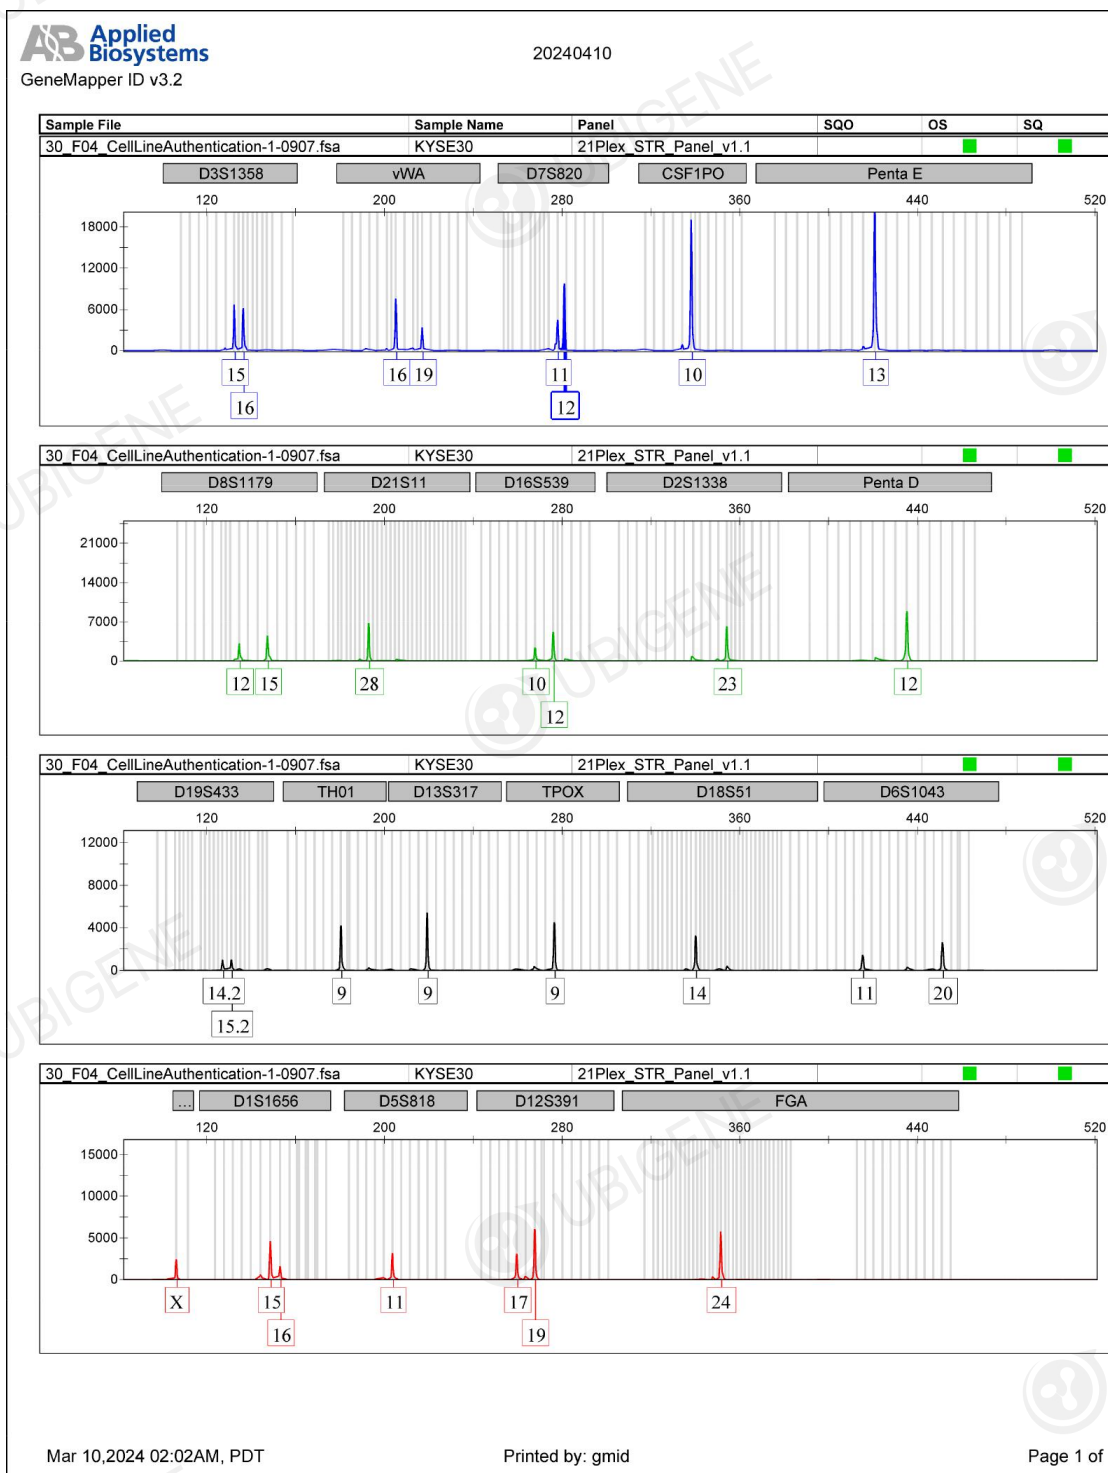 AB Applied
Biosystems
20240410
GeneMapper ID v3.2
Sample File Sample Name Panel SQO OS SQ
30_F04_CellLineAuthentication-1-0907.fsa KYSE30 21Plex_STR_Panel_v1.1
D3S1358 vWA D7S820 CSF1PO Penta E
120 200 280 360 440 520
18000
12000
6000
0
15 16 19 11 10 13
16 12
30_F04_CellLineAuthentication-1-0907.fsa KYSE30 21Plex_STR_Panel_v1.1
D8S1179 D21S11 D16S539 D2S1338 Penta D
120 200 280 360 440 520
21000
14000
7000
0
12 15 28 10 23 12
12
30_F04_CellLineAuthentication-1-0907.fsa KYSE30 21Plex_STR_Panel_v1.1
D19S433 TH01 D13S317 TPOX D18S51 D6S1043
120 200 280 360 440 520
12000
8000
4000
0
14.2 9 9 9 14 11 20
15.2
30_F04_CellLineAuthentication-1-0907.fsa KYSE30 21Plex_STR_Panel_v1.1
... D1S1656 D5S818 D12S391 FGA
120 200 280 360 440 520
15000
10000
5000
0
X 15 11 17 24
16 19
Mar 10,2024 02:02AM, PDT Printed by: gmid Page 1 of
UBIGENE
UBIGENE
UBIGENE
UBIGENE